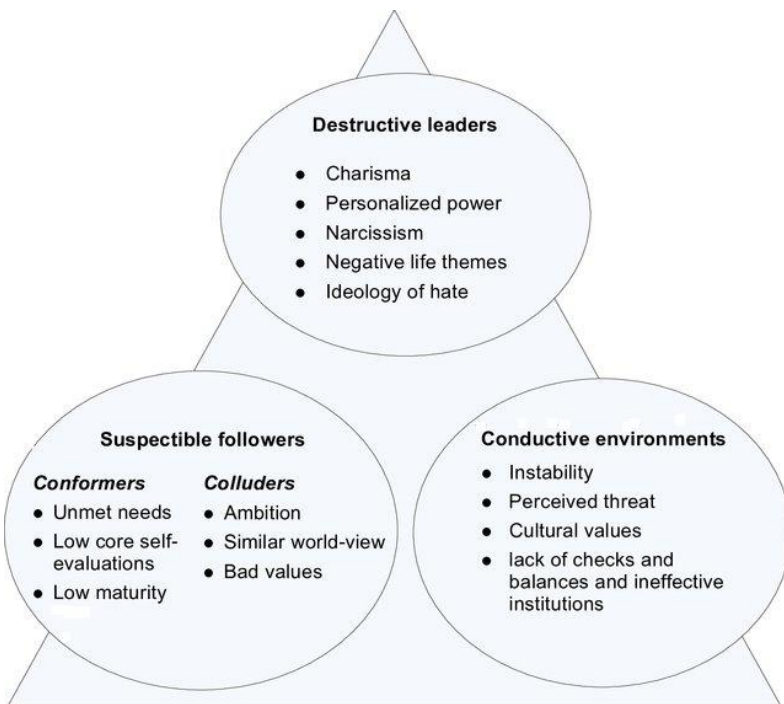 Destructive leaders
● Charisma
● Personalized power
● Narcissism
● Negative life themes
● Ideology of hate
Suspectible followers
Conformers
● Unmet needs
● Low core self-
evaluations
● Low maturity
Colluders
● Ambition
● Similar world-view
● Bad values
Conductive environments
● Instability
● Perceived threat
● Cultural values
● lack of checks and
balances and ineffective
institutions